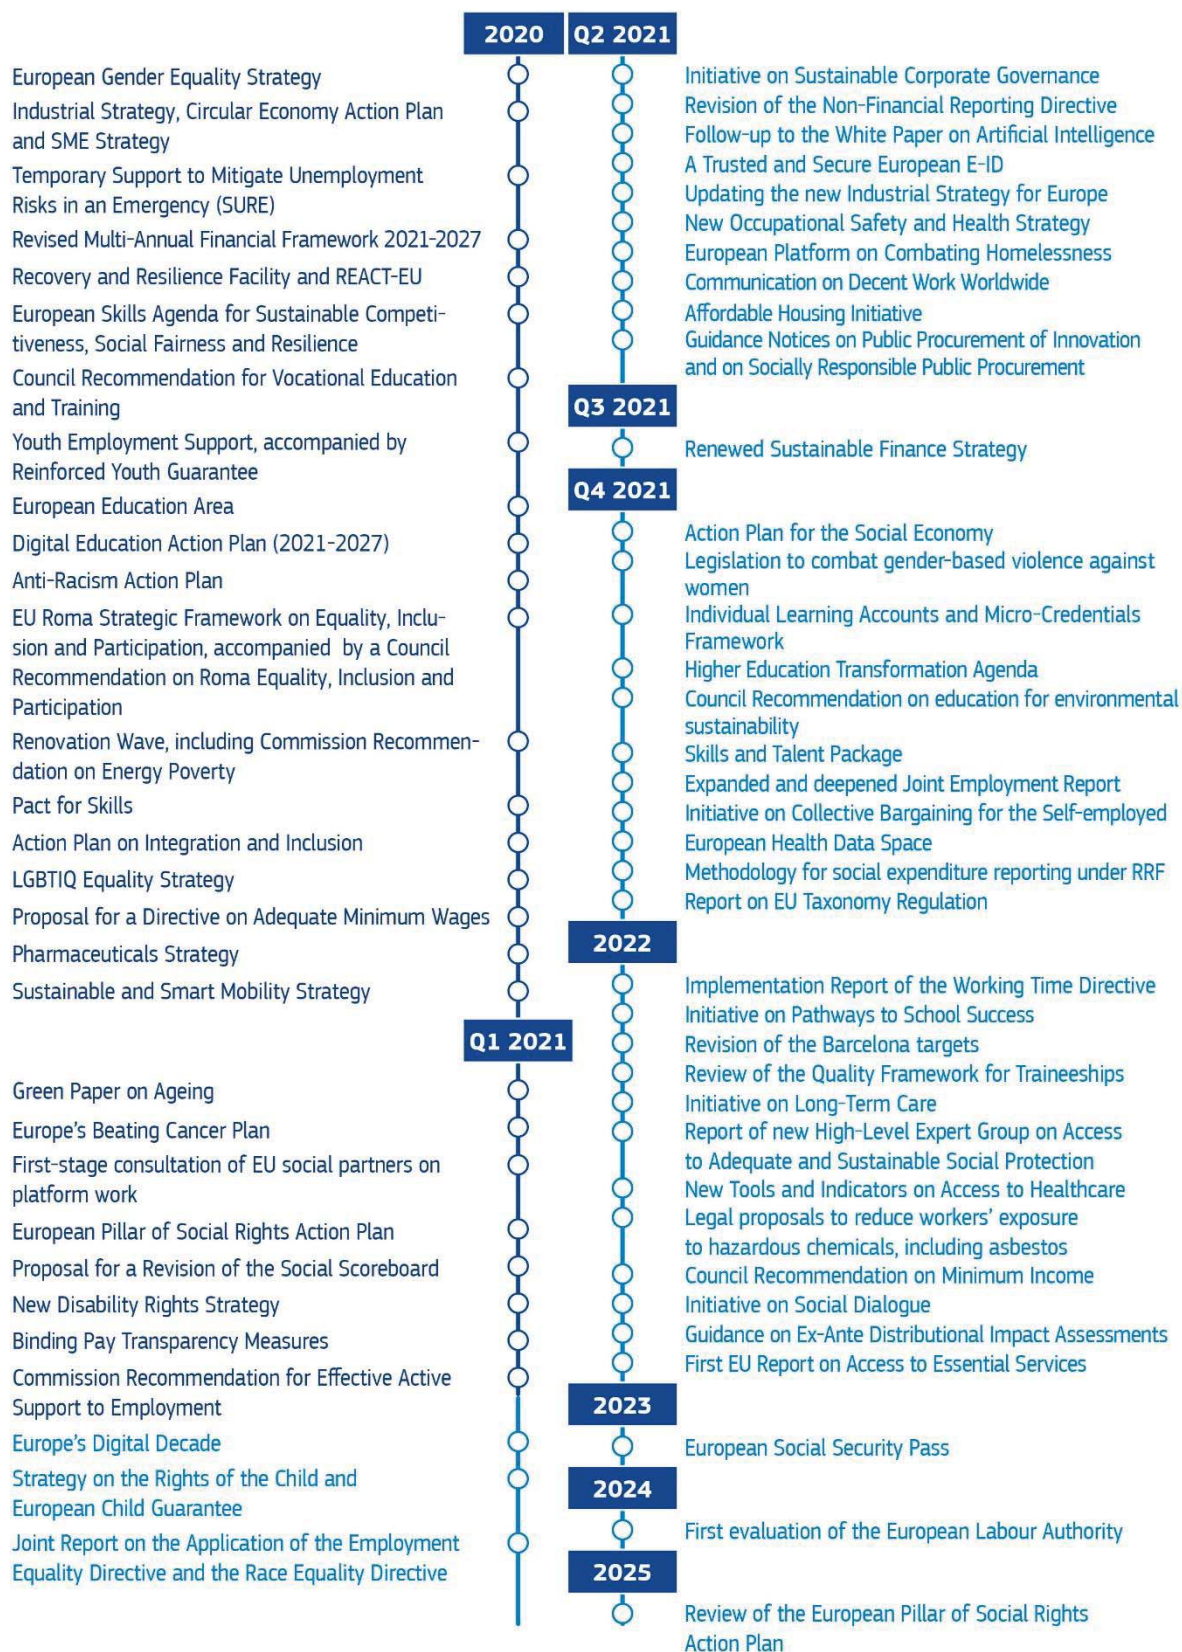 2020
European Gender Equality Strategy
Industrial Strategy, Circular Economy Action Plan
and SME Strategy
Temporary Support to Mitigate Unemployment
Risks in an Emergency (SURE)
Revised Multi-Annual Financial Framework 2021-2027
Recovery and Resilience Facility and REACT-EU
European Skills Agenda for Sustainable Competi-
tiveness, Social Fairness and Resilience
Council Recommendation for Vocational Education
and Training
Youth Employment Support, accompanied by
Reinforced Youth Guarantee
European Education Area
Digital Education Action Plan (2021-2027)
Anti-Racism Action Plan
EU Roma Strategic Framework on Equality, Inclu-
sion and Participation, accompanied by a Council
Recommendation on Roma Equality, Inclusion and
Participation
Renovation Wave, including Commission Recommen-
dation on Energy Poverty
Pact for Skills
Action Plan on Integration and Inclusion
LGBTIQ Equality Strategy
Proposal for a Directive on Adequate Minimum Wages
Pharmaceuticals Strategy
Sustainable and Smart Mobility Strategy
Q1 2021
Green Paper on Ageing
Europe's Beating Cancer Plan
First-stage consultation of EU social partners on
platform work
European Pillar of Social Rights Action Plan
Proposal for a Revision of the Social Scoreboard
New Disability Rights Strategy
Binding Pay Transparency Measures
Commission Recommendation for Effective Active
Support to Employment
Europe's Digital Decade
Strategy on the Rights of the Child and
European Child Guarantee
Joint Report on the Application of the Employment
Equality Directive and the Race Equality Directive
Q2 2021
Initiative on Sustainable Corporate Governance
Revision of the Non-Financial Reporting Directive
Follow-up to the White Paper on Artificial Intelligence
A Trusted and Secure European E-ID
Updating the new Industrial Strategy for Europe
New Occupational Safety and Health Strategy
European Platform on Combating Homelessness
Communication on Decent Work Worldwide
Affordable Housing Initiative
Guidance Notices on Public Procurement of Innovation
and on Socially Responsible Public Procurement
Q3 2021
Renewed Sustainable Finance Strategy
Q4 2021
Action Plan for the Social Economy
Legislation to combat gender-based violence against
women
Individual Learning Accounts and Micro-Credentials
Framework
Higher Education Transformation Agenda
Council Recommendation on education for environmental
sustainability
Skills and Talent Package
Expanded and deepened Joint Employment Report
Initiative on Collective Bargaining for the Self-employed
European Health Data Space
Methodology for social expenditure reporting under RRF
Report on EU Taxonomy Regulation
2022
Implementation Report of the Working Time Directive
Initiative on Pathways to School Success
Revision of the Barcelona targets
Review of the Quality Framework for Traineeships
Initiative on Long-Term Care
Report of new High-Level Expert Group on Access
to Adequate and Sustainable Social Protection
New Tools and Indicators on Access to Healthcare
Legal proposals to reduce workers' exposure
to hazardous chemicals, including asbestos
Council Recommendation on Minimum Income
Initiative on Social Dialogue
Guidance on Ex-Ante Distributional Impact Assessments
First EU Report on Access to Essential Services
2023
European Social Security Pass
2024
First evaluation of the European Labour Authority
2025
Review of the European Pillar of Social Rights
Action Plan